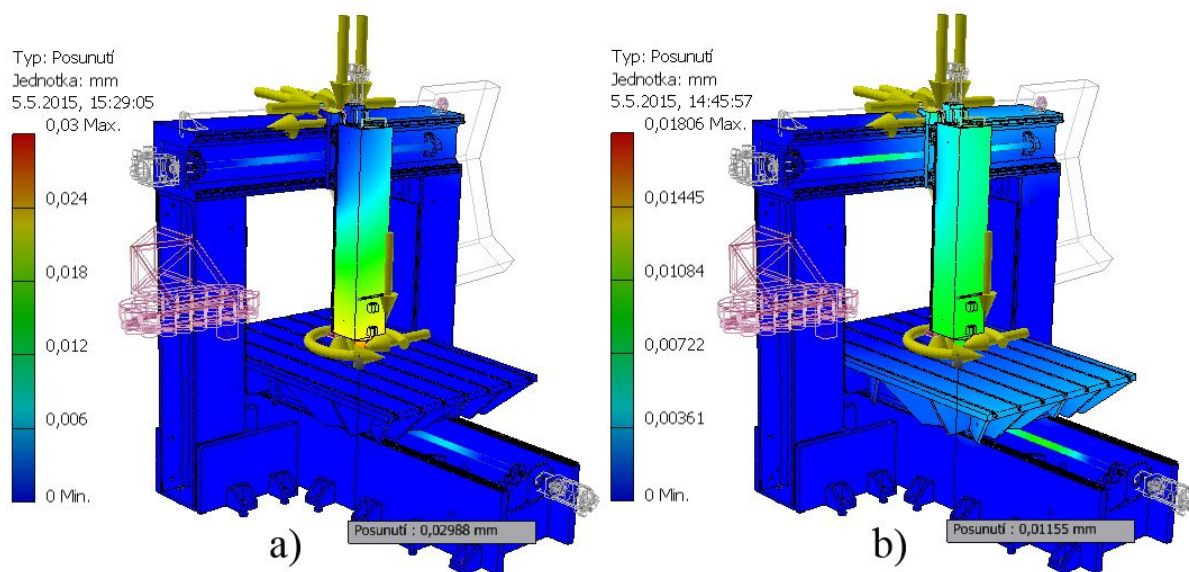 Typ: Posunutí
Jednotka: mm
5.5.2015, 15:29:05
0,03 Max.
0,024
0,018
0,012
0,006
0 Min.
Posunutí : 0,02988 mm
a)
Typ: Posunutí
Jednotka: mm
5.5.2015, 14:45:57
0,01806 Max.
0,01445
0,01084
0,00722
0,00361
0 Min.
Posunutí : 0,01155 mm
b)